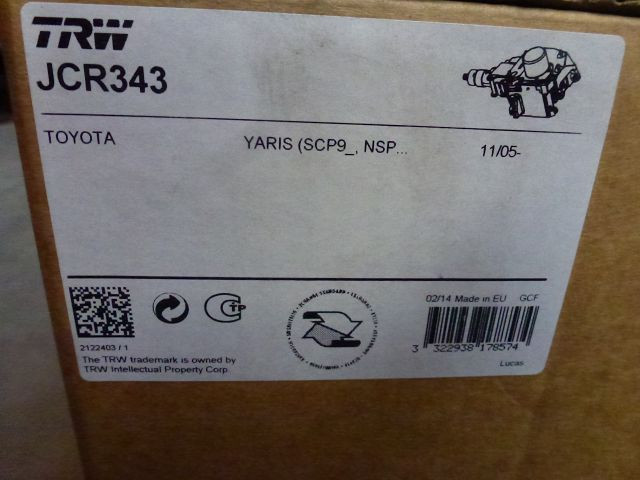 TRW
JCR343
TOYOTA YARIS (SCP9_, NSP... 11/05-
02/14 Made in EU GCF
3 322938 178574
Lucas
2122403 / 1
The TRW trademark is owned by
TRW Intellectual Property Corp.